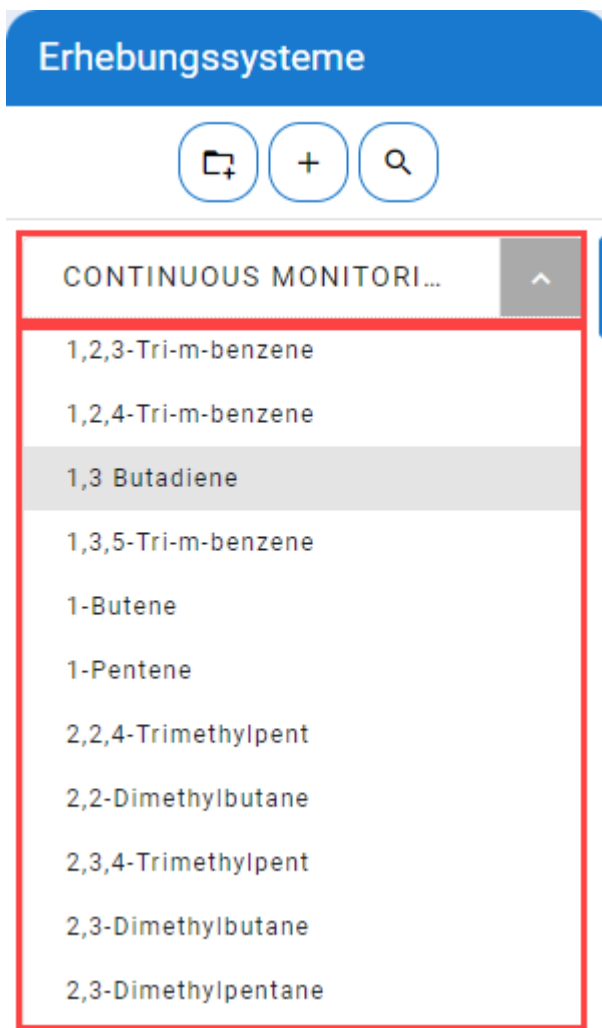 Erhebungssysteme
CONTINUOUS MONITORI...
1,2,3-Tri-m-benzene
1,2,4-Tri-m-benzene
1,3 Butadiene
1,3,5-Tri-m-benzene
1-Butene
1-Pentene
2,2,4-Trimethylpent
2,2-Dimethylbutane
2,3,4-Trimethylpent
2,3-Dimethylbutane
2,3-Dimethylpentane